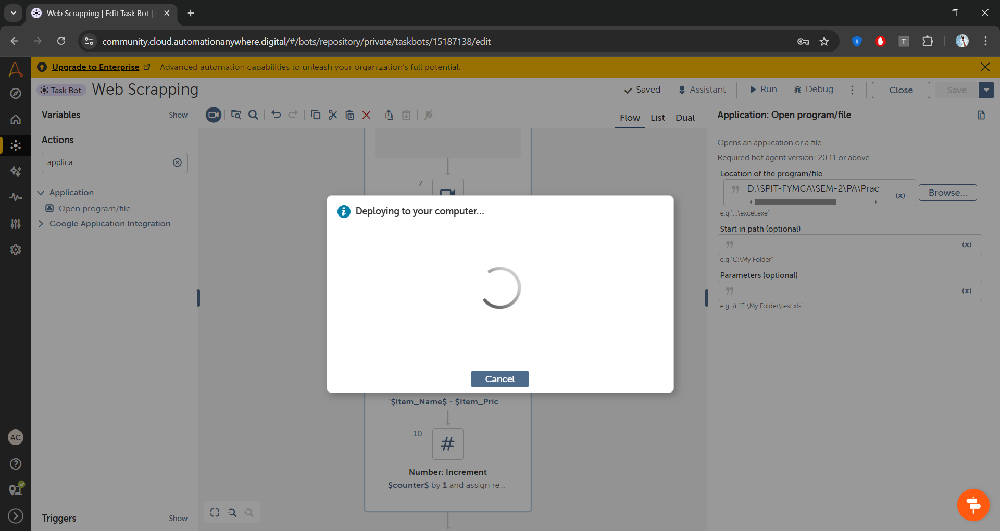 Web Scrapping | Edit Task Bot |
community.cloud.automationanywhere.digital/#/bots/repository/private/taskbots/15187138/edit
T
Upgrade to Enterprise
Advanced automation capabilities to unleash your organization's full potential.
Task Bot
Web Scrapping
Saved
Assistant
Run
Debug
Close
Save
Variables
Show
Flow
List
Dual
Application: Open program/file
Actions
applica
Application
Open program/file
Google Application Integration
Opens an application or a file.
Required bot agent version: 20.11 or above
Location of the program/file
D:\SPIT-FYMCA\SEM-2\PA\Prac
(x)
Browse...
e.g."...\excel.exe"
Start in path (optional)
(x)
e.g."C:\My Folder"
Parameters (optional)
(x)
e.g. /r "E:\My Folder\test.xls"
7.
Deploying to your computer...
Cancel
"$Item_Name$ - $Item_Pric...
10.
#
Number: Increment
$counter$ by 1 and assign re...
AC
Triggers
Show